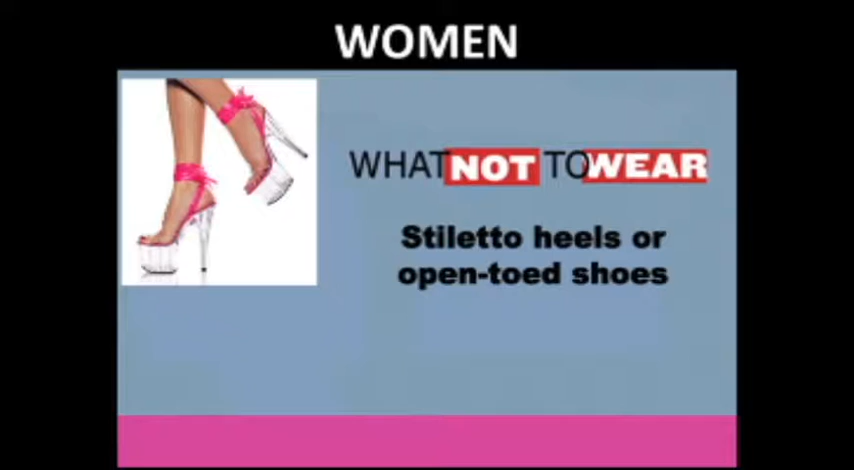 WOMEN
WHAT NOT TO WEAR
Stiletto heels or
open-toed shoes